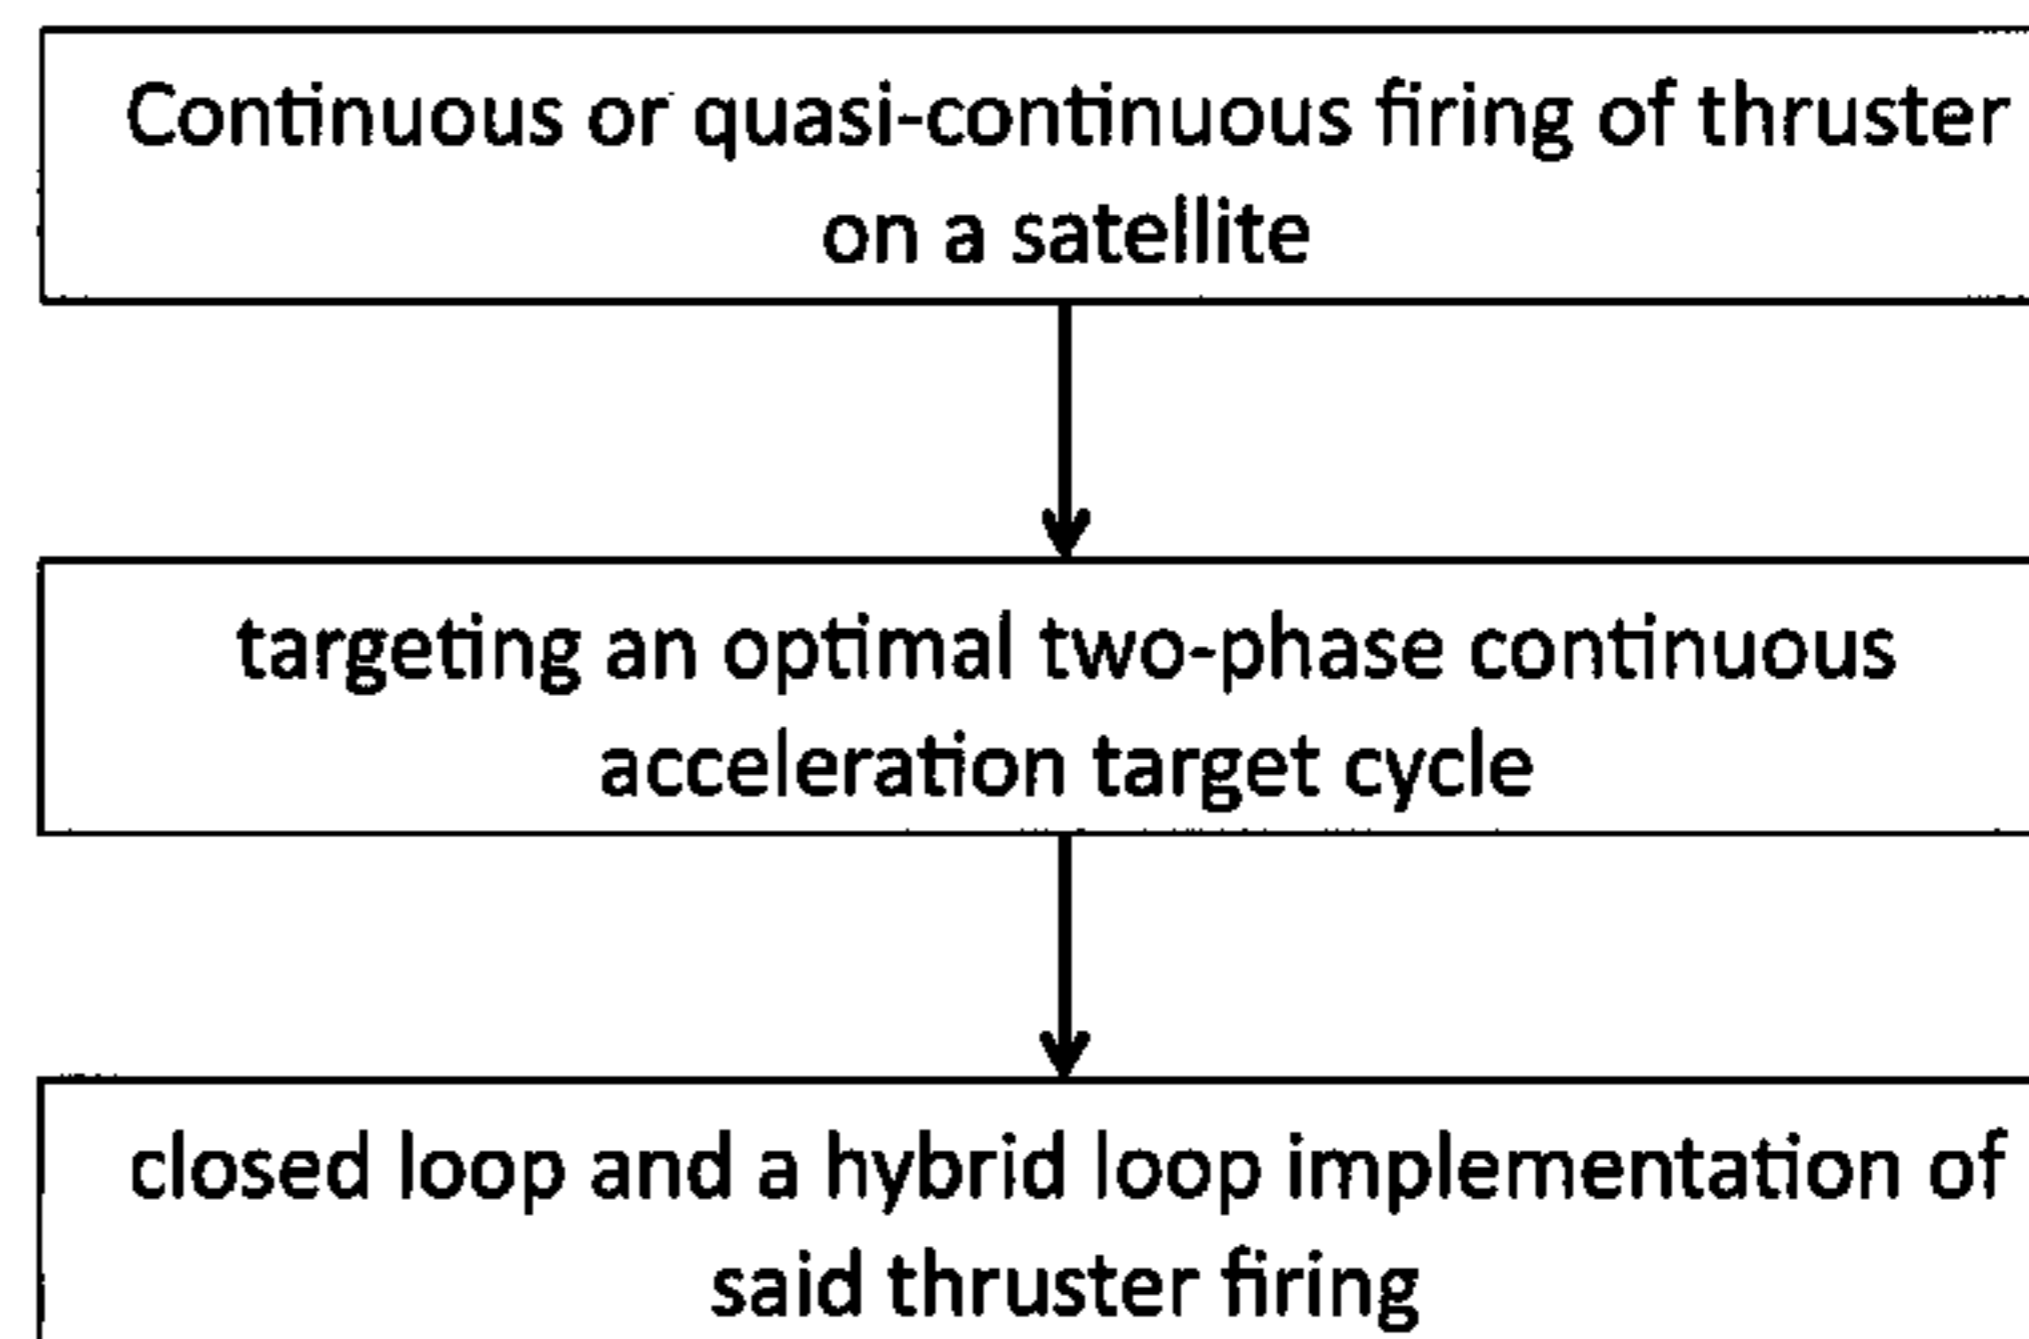 Continuous or quasi-continuous firing of thruster
on a satellite
targeting an optimal two-phase continuous
acceleration target cycle
closed loop and a hybrid loop implementation of
said thruster firing